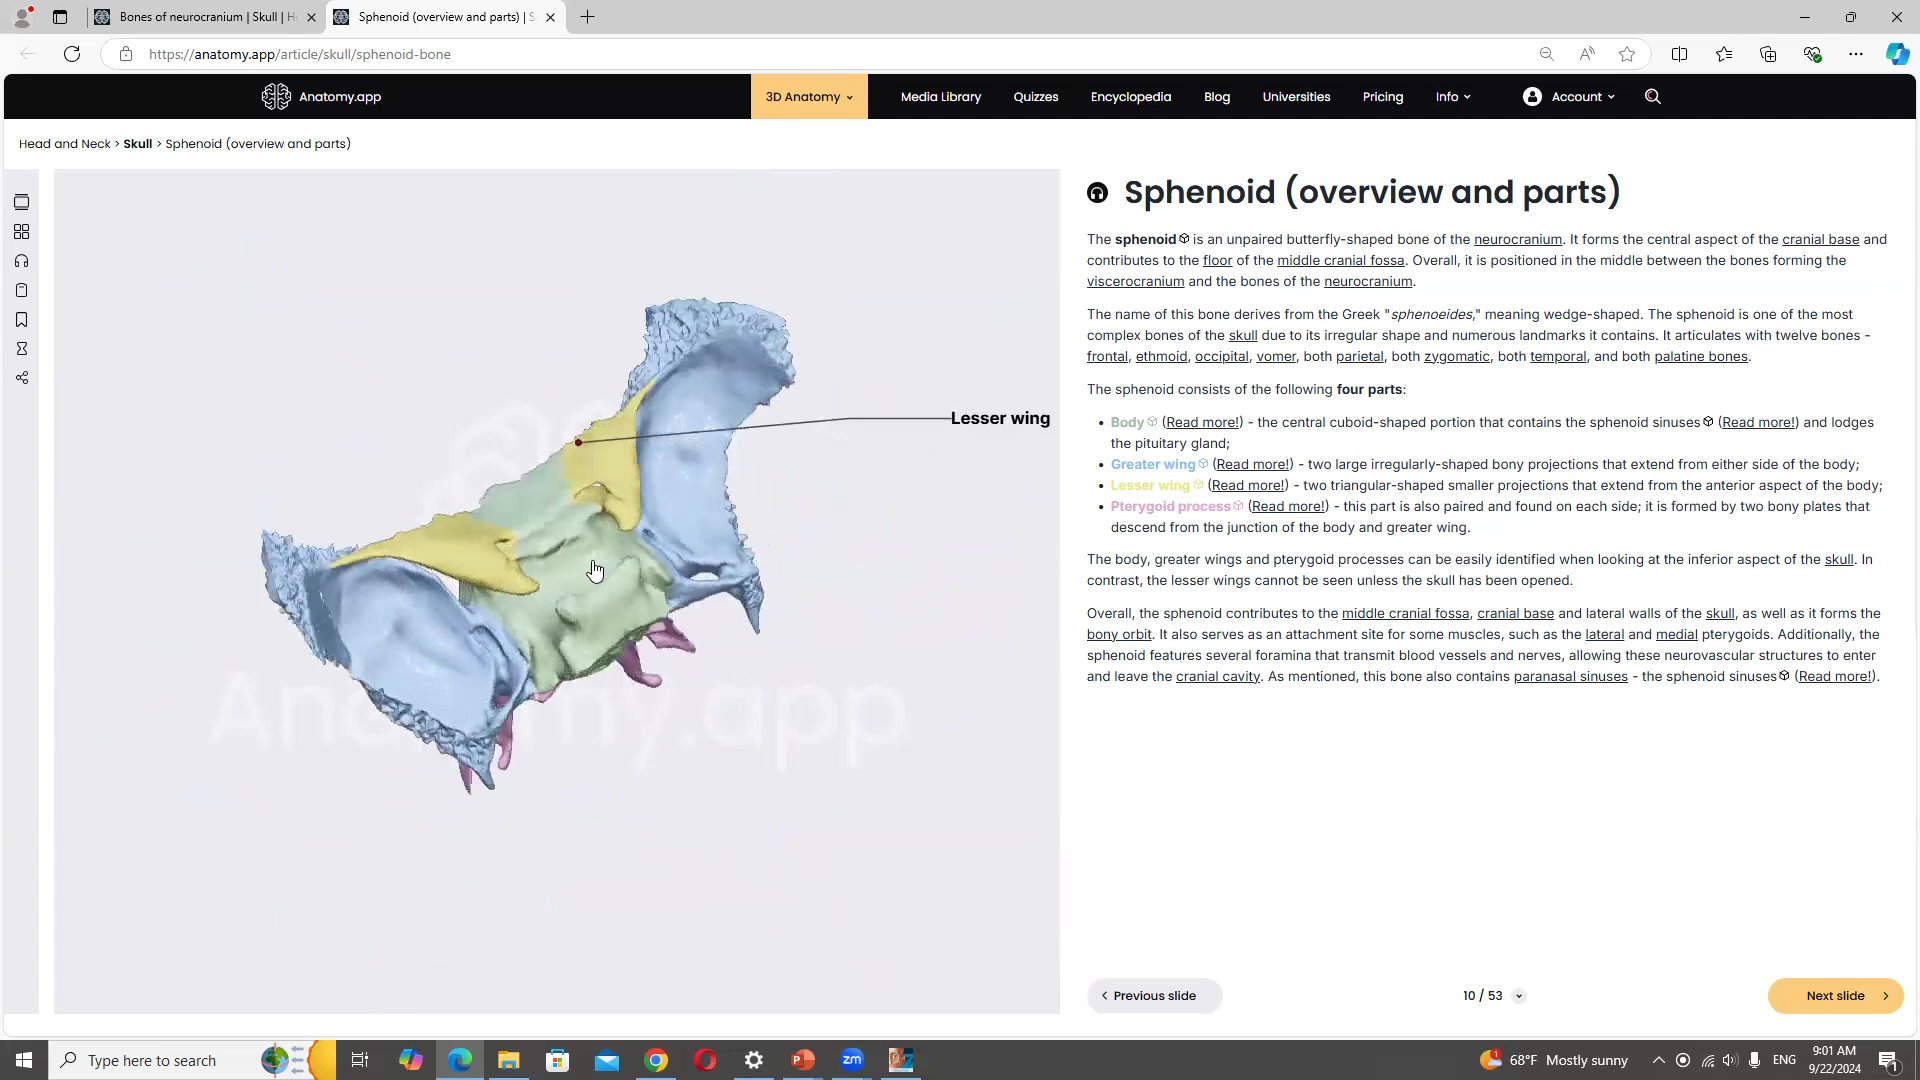 Bones of neurocranium | Skull | H
Sphenoid (overview and parts) | S
https://anatomy.app/article/skull/sphenoid-bone
Anatomy.app
3D Anatomy
Media Library
Quizzes
Encyclopedia
Blog
Universities
Pricing
Info
Account
Head and Neck > Skull > Sphenoid (overview and parts)
Lesser wing
Anatomy.app
Sphenoid (overview and parts)
The sphenoid is an unpaired butterfly-shaped bone of the neurocranium. It forms the central aspect of the cranial base and
contributes to the floor of the middle cranial fossa. Overall, it is positioned in the middle between the bones forming the
viscerocranium and the bones of the neurocranium.
The name of this bone derives from the Greek "sphenoeides," meaning wedge-shaped. The sphenoid is one of the most
complex bones of the skull due to its irregular shape and numerous landmarks it contains. It articulates with twelve bones -
frontal, ethmoid, occipital, vomer, both parietal, both zygomatic, both temporal, and both palatine bones.
The sphenoid consists of the following four parts:
• Body (Read more!) - the central cuboid-shaped portion that contains the sphenoid sinuses (Read more!) and lodges
the pituitary gland;
• Greater wing (Read more!) - two large irregularly-shaped bony projections that extend from either side of the body;
• Lesser wing (Read more!) - two triangular-shaped smaller projections that extend from the anterior aspect of the body;
• Pterygoid process (Read more!) - this part is also paired and found on each side; it is formed by two bony plates that
descend from the junction of the body and greater wing.
The body, greater wings and pterygoid processes can be easily identified when looking at the inferior aspect of the skull. In
contrast, the lesser wings cannot be seen unless the skull has been opened.
Overall, the sphenoid contributes to the middle cranial fossa, cranial base and lateral walls of the skull, as well as it forms the
bony orbit. It also serves as an attachment site for some muscles, such as the lateral and medial pterygoids. Additionally, the
sphenoid features several foramina that transmit blood vessels and nerves, allowing these neurovascular structures to enter
and leave the cranial cavity. As mentioned, this bone also contains paranasal sinuses - the sphenoid sinuses (Read more!).
< Previous slide
10 / 53
Next slide >
Type here to search
zm
68°F Mostly sunny
ENG
9:01 AM
9/22/2024